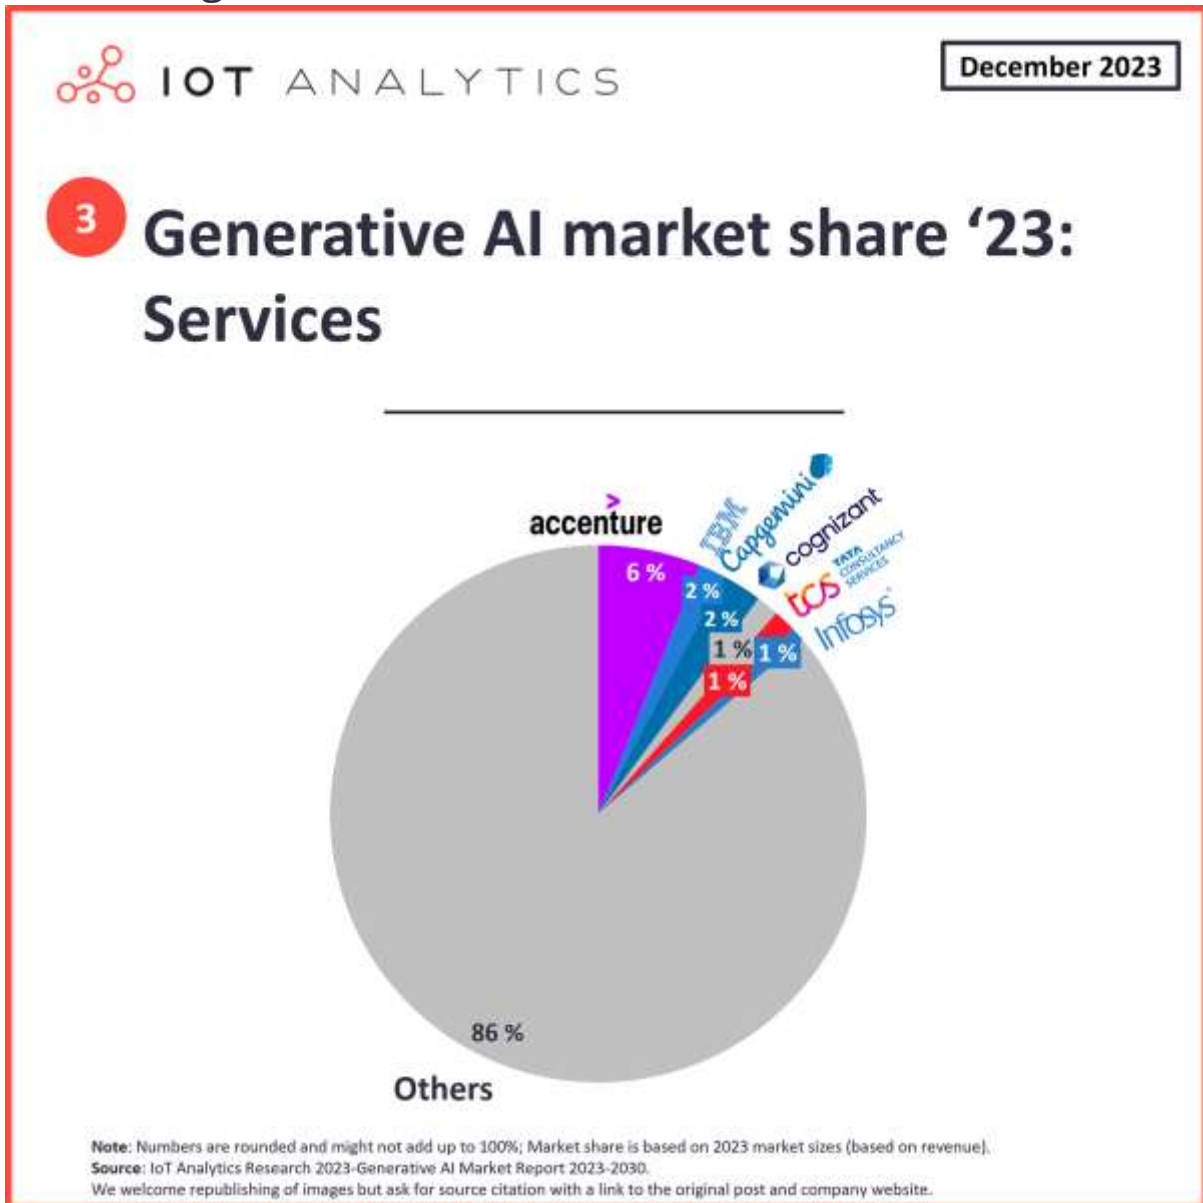 IOT ANALYTICS
December 2023
3
Generative AI market share ‘23:
Services
accenture
IBM
Capgemini
cognizant
tcs TATA
CONSULTANCY
SERVICES
Infosys
6 %
2 %
2 %
1 %
1 %
1 %
86 %
Others
Note: Numbers are rounded and might not add up to 100%; Market share is based on 2023 market sizes (based on revenue).
Source: IoT Analytics Research 2023-Generative AI Market Report 2023-2030.
We welcome republishing of images but ask for source citation with a link to the original post and company website.